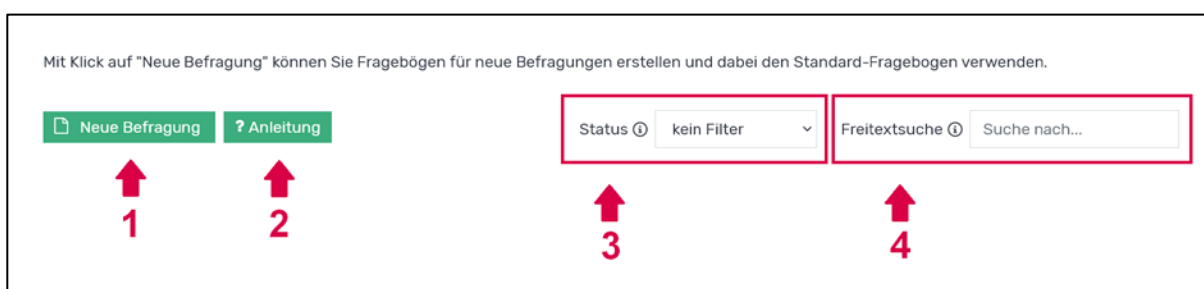 Mit Klick auf "Neue Befragung" können Sie Fragebögen für neue Befragungen erstellen und dabei den Standard-Fragebogen verwenden.
Neue Befragung ? Anleitung Status kein Filter Freitextsuche Suche nach...
1 2 3 4